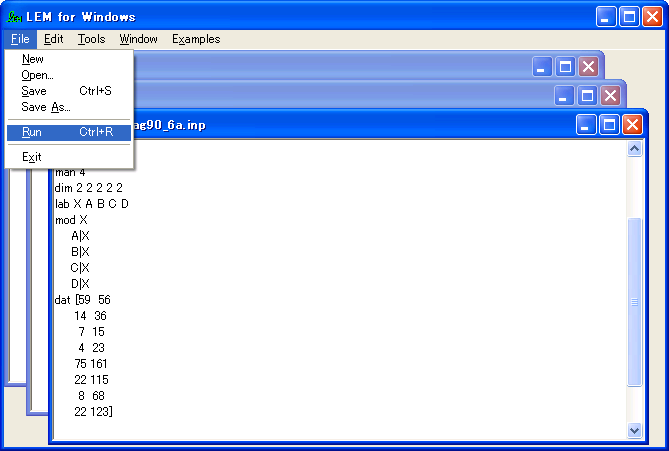 LEM for Windows
File Edit Tools Window Examples
New
Open...
Save Ctrl+S
Save As...
Run Ctrl+R
Exit
ag90_6a.inp
man 4
dim 2 2 2 2 2
lab X A B C D
mod X
A|X
B|X
C|X
D|X
dat [59 56
14 36
7 15
4 23
75 161
22 115
8 68
22 123]